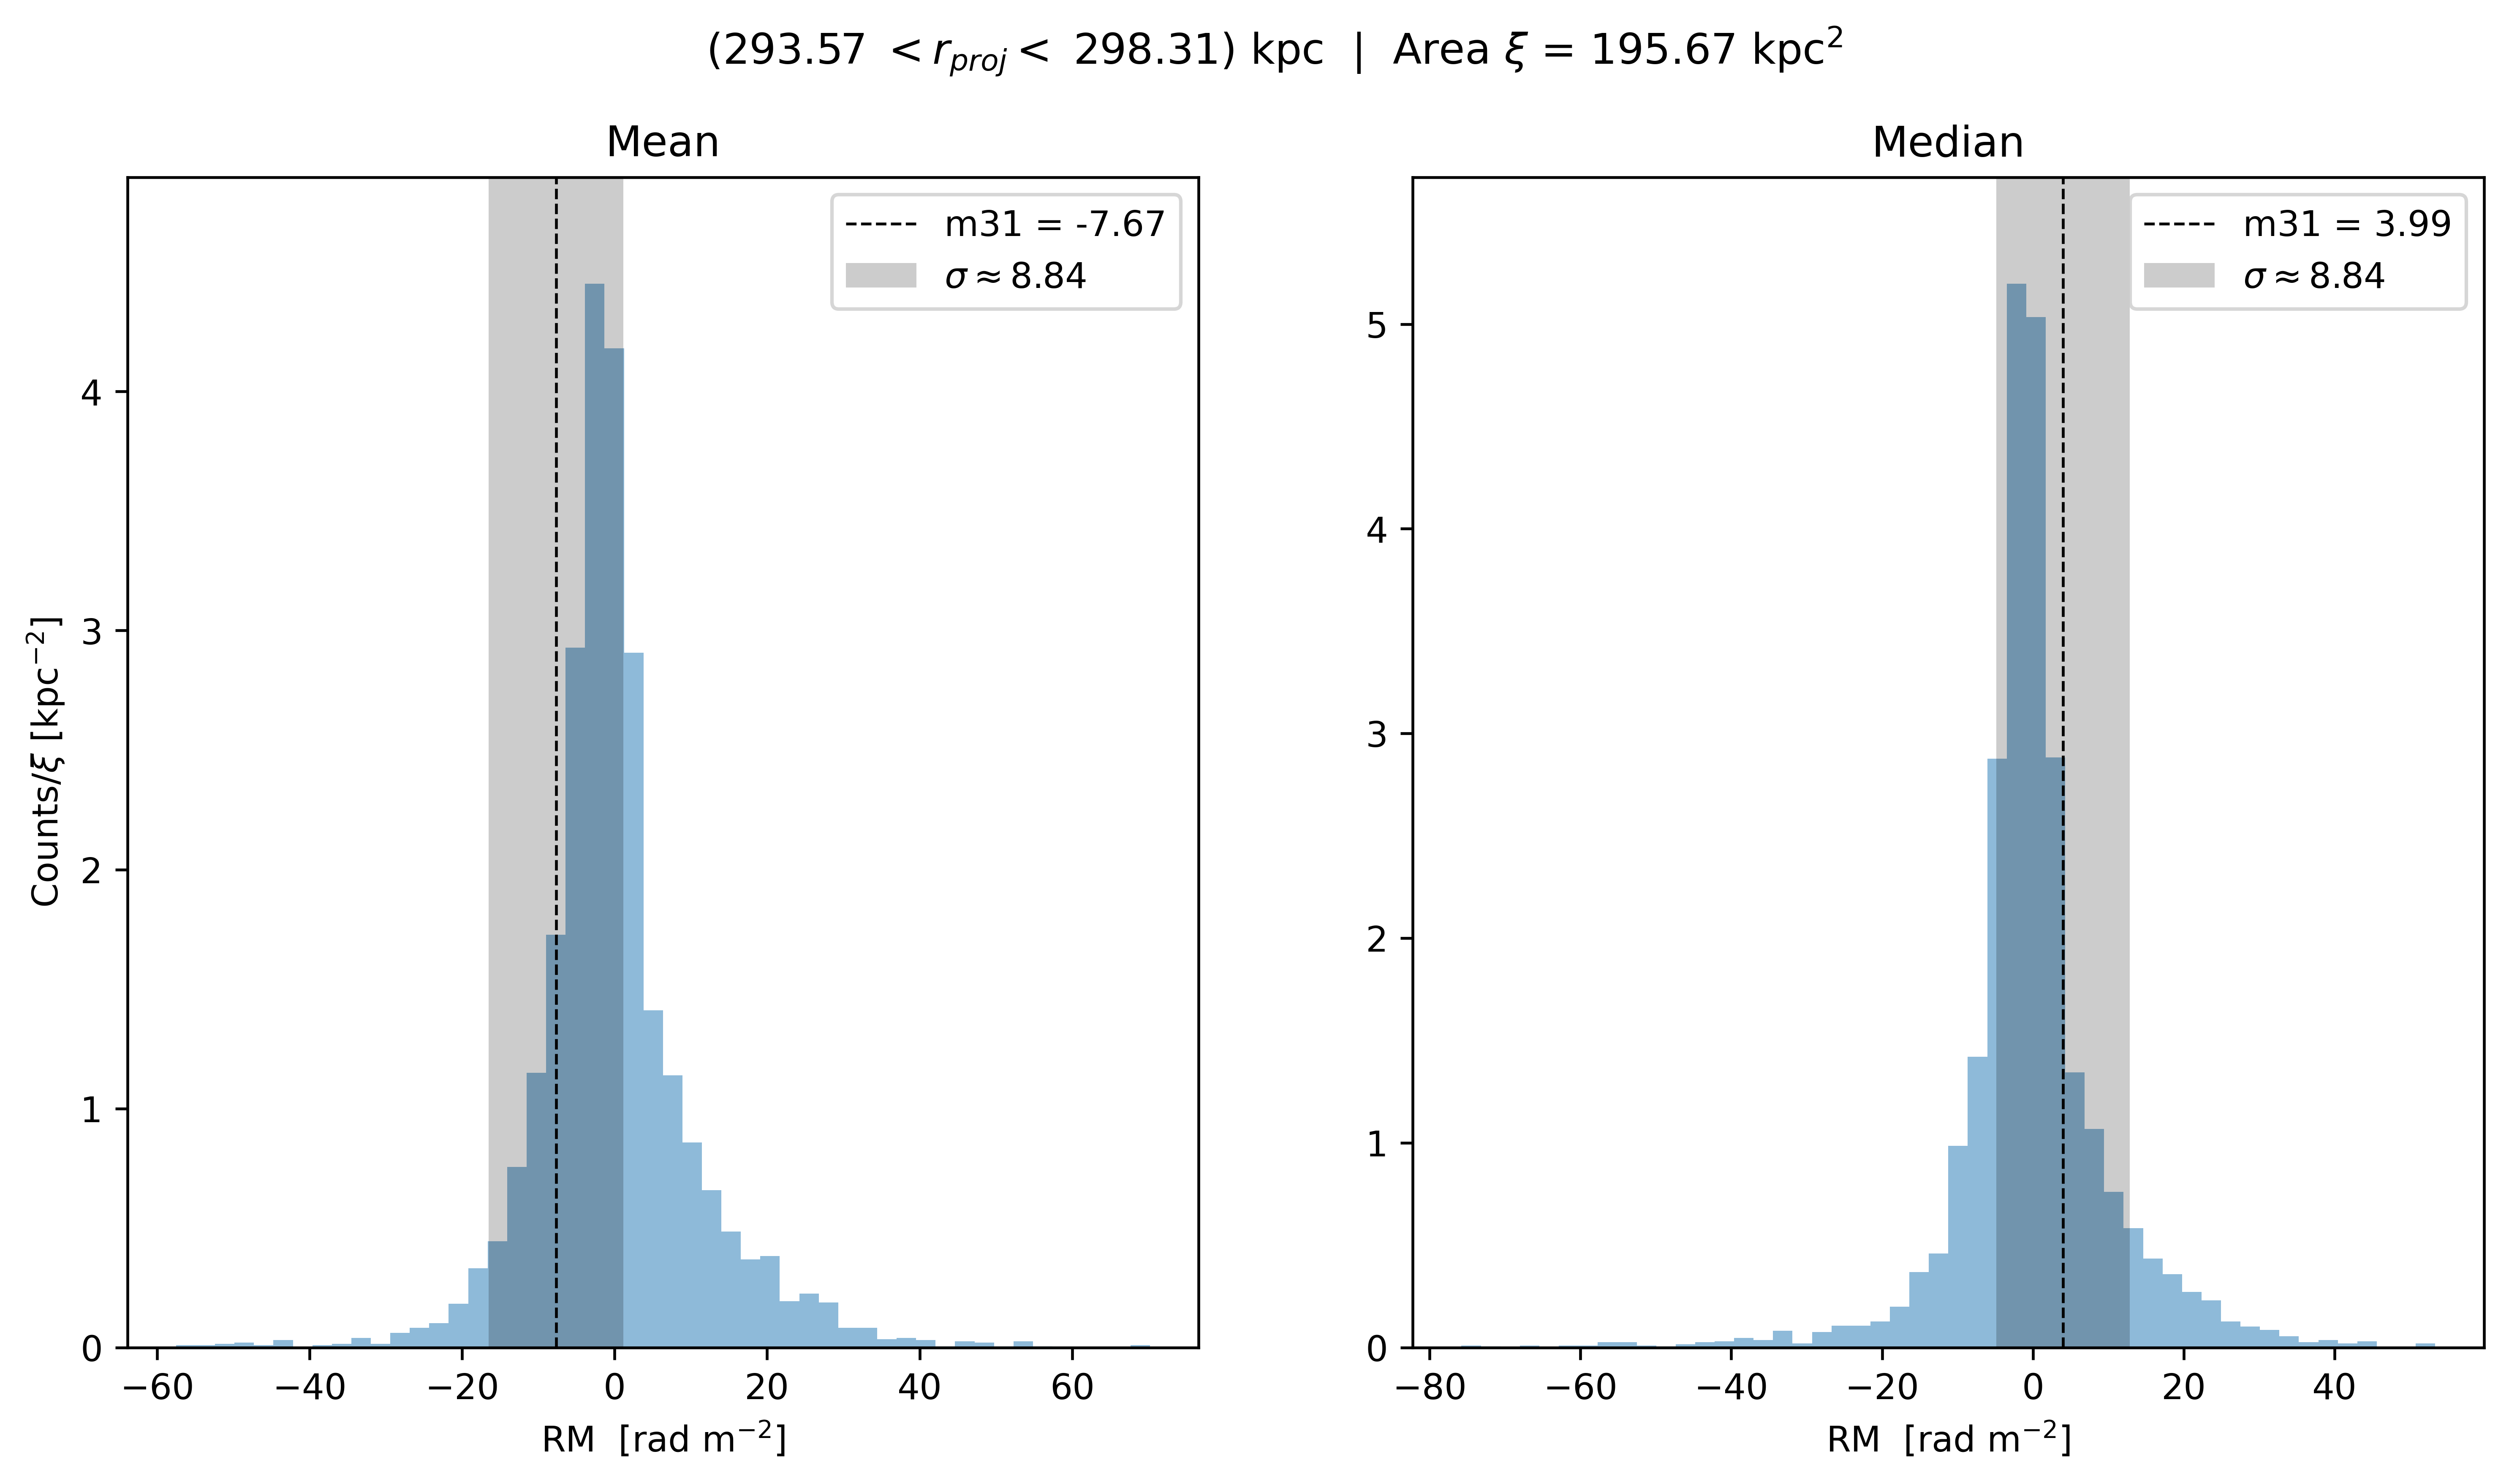 (293.57 < r_proj < 298.31) kpc | Area ξ = 195.67 kpc²
Mean
m31 = -7.67
σ ≈ 8.84
4
3
2
1
0
Counts/ξ [kpc⁻²]
−60 −40 −20 0 20 40 60
RM [rad m⁻²]
Median
m31 = 3.99
σ ≈ 8.84
5
4
3
2
1
0
−80 −60 −40 −20 0 20 40
RM [rad m⁻²]